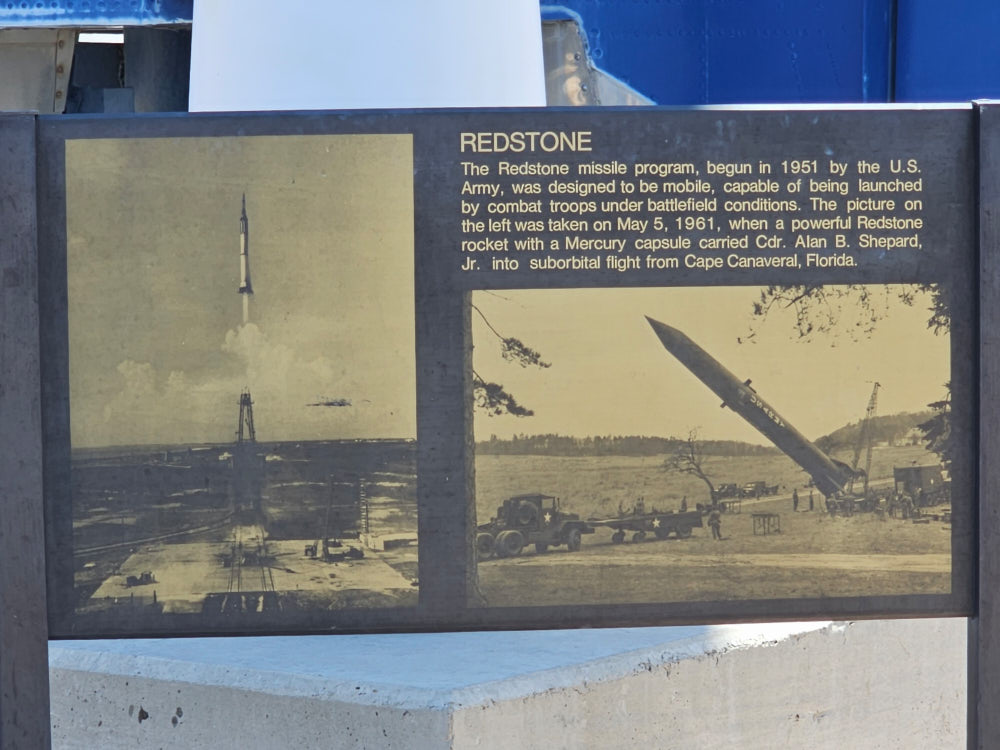 REDSTONE
The Redstone missile program, begun in 1951 by the U.S.
Army, was designed to be mobile, capable of being launched
by combat troops under battlefield conditions. The picture on
the left was taken on May 5, 1961, when a powerful Redstone
rocket with a Mercury capsule carried Cdr. Alan B. Shepard,
Jr. into suborbital flight from Cape Canaveral, Florida.